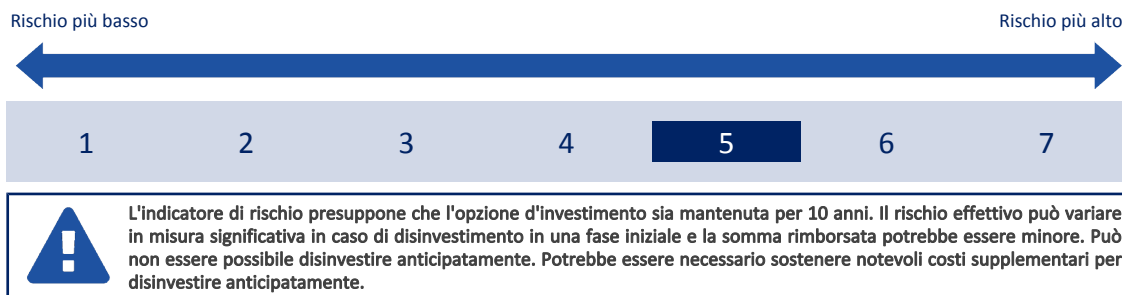 Rischio più basso Rischio più alto
1 2 3 4 5 6 7
L'indicatore di rischio presuppone che l'opzione d'investimento sia mantenuta per 10 anni. Il rischio effettivo può variare
in misura significativa in caso di disinvestimento in una fase iniziale e la somma rimborsata potrebbe essere minore. Può
non essere possibile disinvestire anticipatamente. Potrebbe essere necessario sostenere notevoli costi supplementari per
disinvestire anticipatamente.